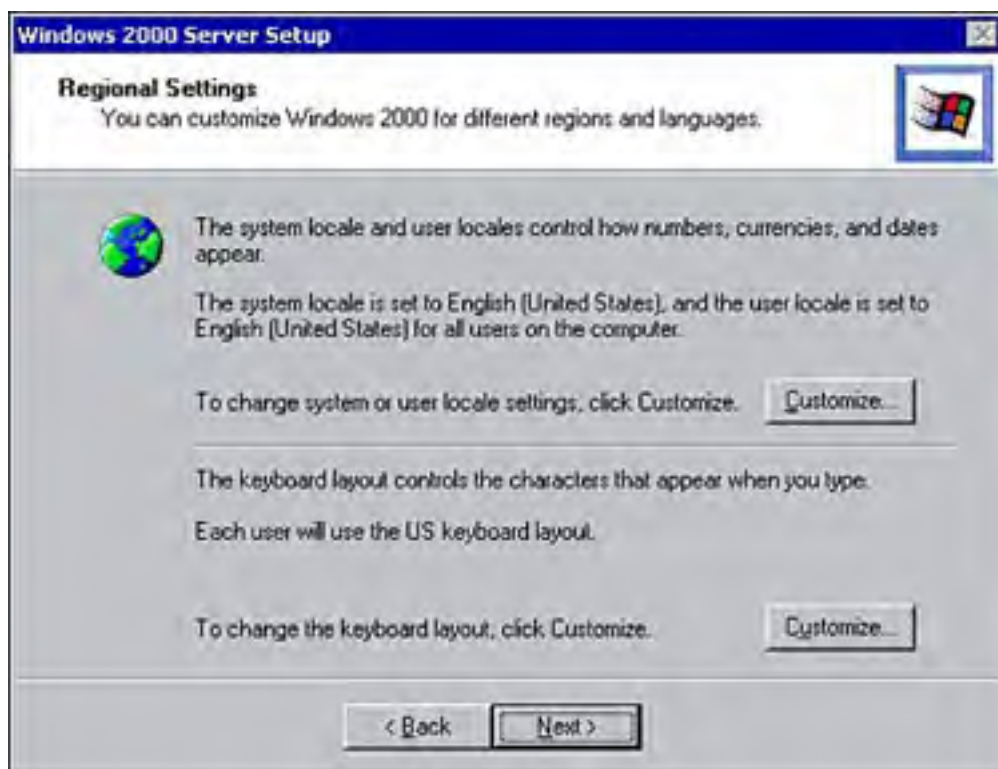 Windows 2000 Server Setup
Regional Settings
You can customize Windows 2000 for different regions and languages.
The system locale and user locales control how numbers, currencies, and dates
appear.
The system locale is set to English (United States), and the user locale is set to
English (United States) for all users on the computer.
To change system or user locale settings, click Customize.
Customize...
The keyboard layout controls the characters that appear when you type.
Each user will use the US keyboard layout.
To change the keyboard layout, click Customize.
Customize...
< Back
Next >